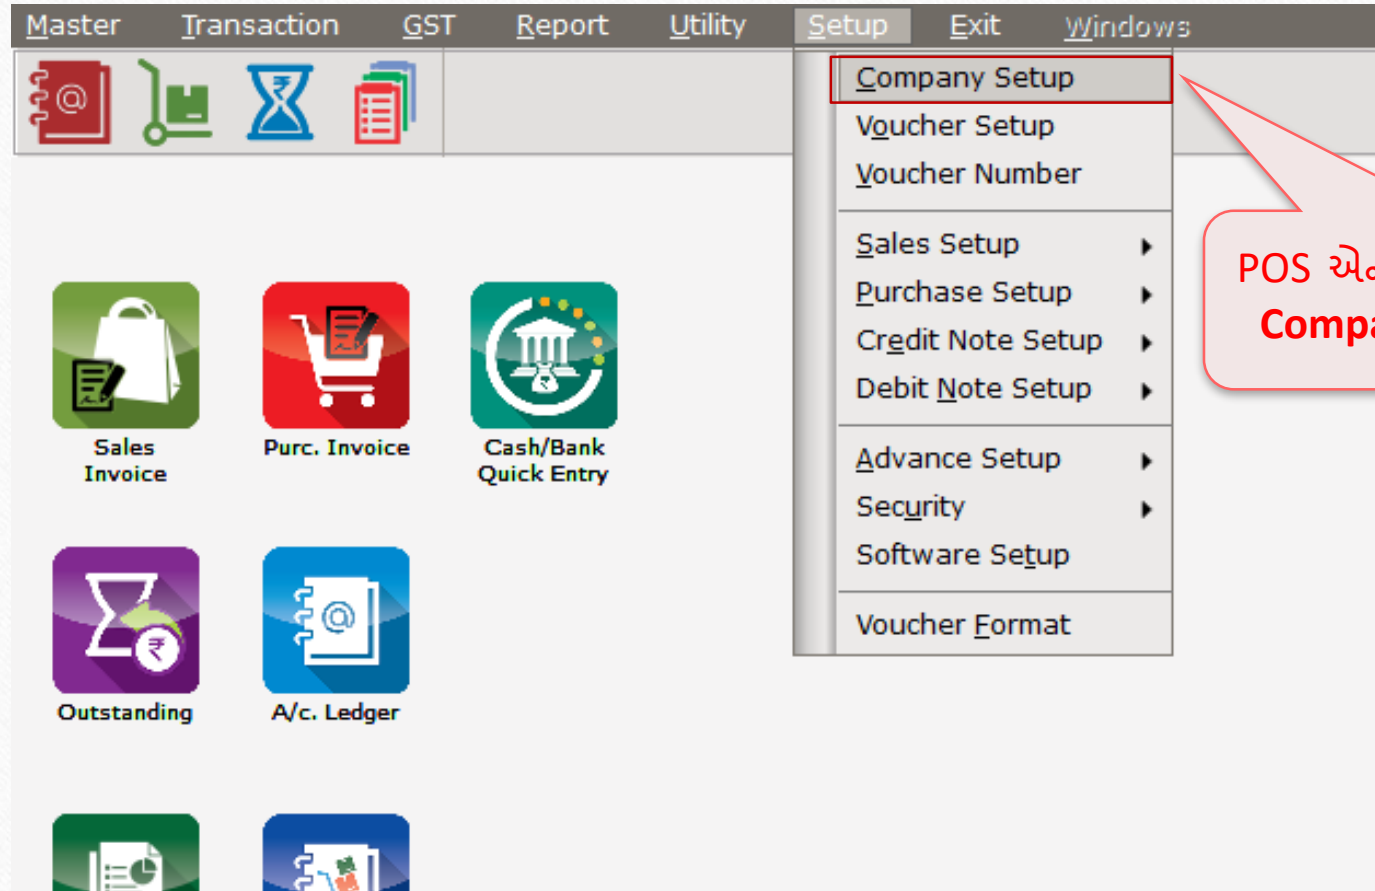 Master Transaction GST Report Utility Setup Exit Windows
Company Setup
Voucher Setup
Voucher Number
Sales Setup
Purchase Setup
Credit Note Setup
Debit Note Setup
Advance Setup
Security
Software Setup
Voucher Format
POS
Sales
Invoice
Purc. Invoice
Cash/Bank
Quick Entry
Outstanding
A/c. Ledger